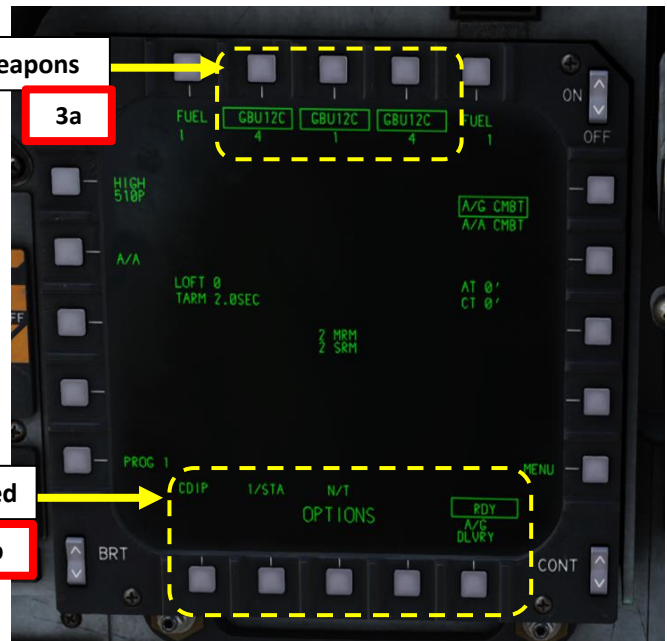 eapons
3a
ON
OFF
FUEL GBU12C GBU12C GBU12C FUEL
1 4 1 4 1
HIGH
510P
A/G CMBT
A/A CMBT
A/A
LOFT 0 AT 0'
TARM 2.0SEC CT 0'
FF
2 MRM
2 SRM
PROG 1 MENU
ed
CDIP 1/STA N/T RDY
OPTIONS A/G
DLVRY
BRT CONT